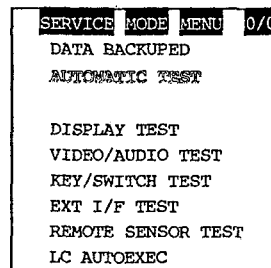 SERVICE MODE MENU 0/0
DATA BACKUPED
AUTOMATIC TEST
DISPLAY TEST
VIDEO/AUDIO TEST
KEY/SWITCH TEST
EXT I/F TEST
REMOTE SENSOR TEST
LC AUTOEXEC